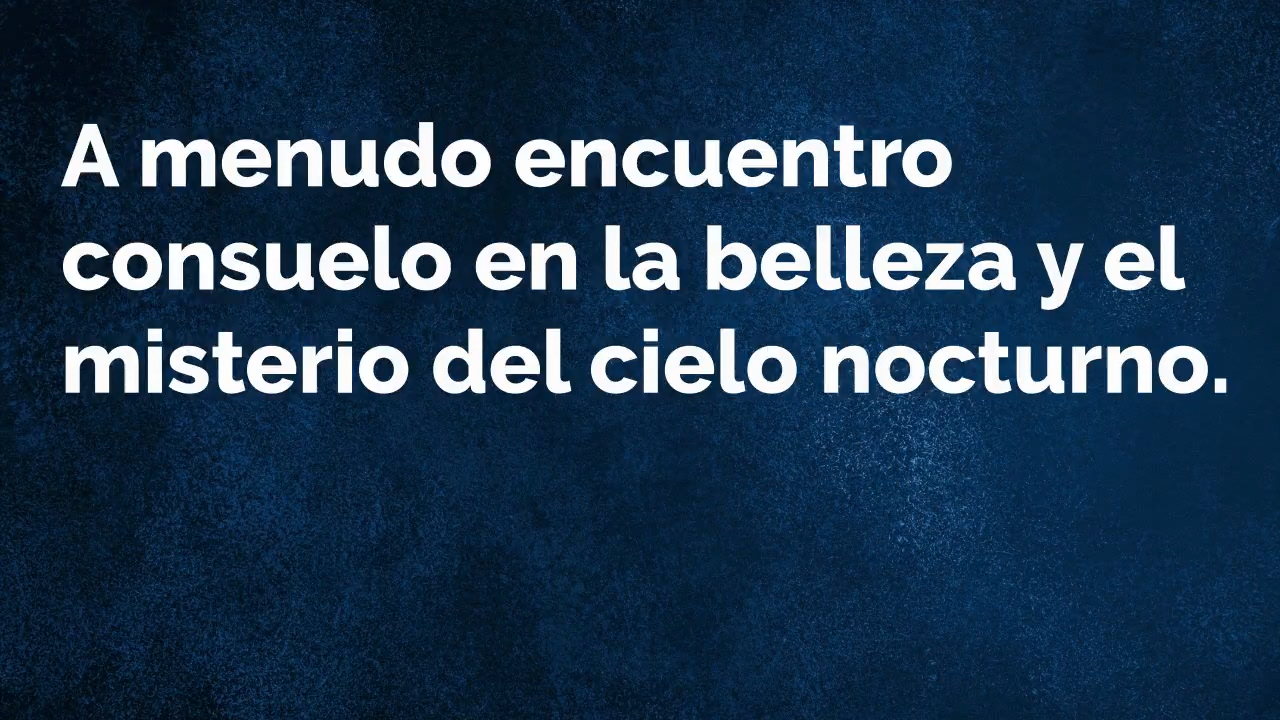 A menudo encuentro
consuelo en la belleza y el
misterio del cielo nocturno.